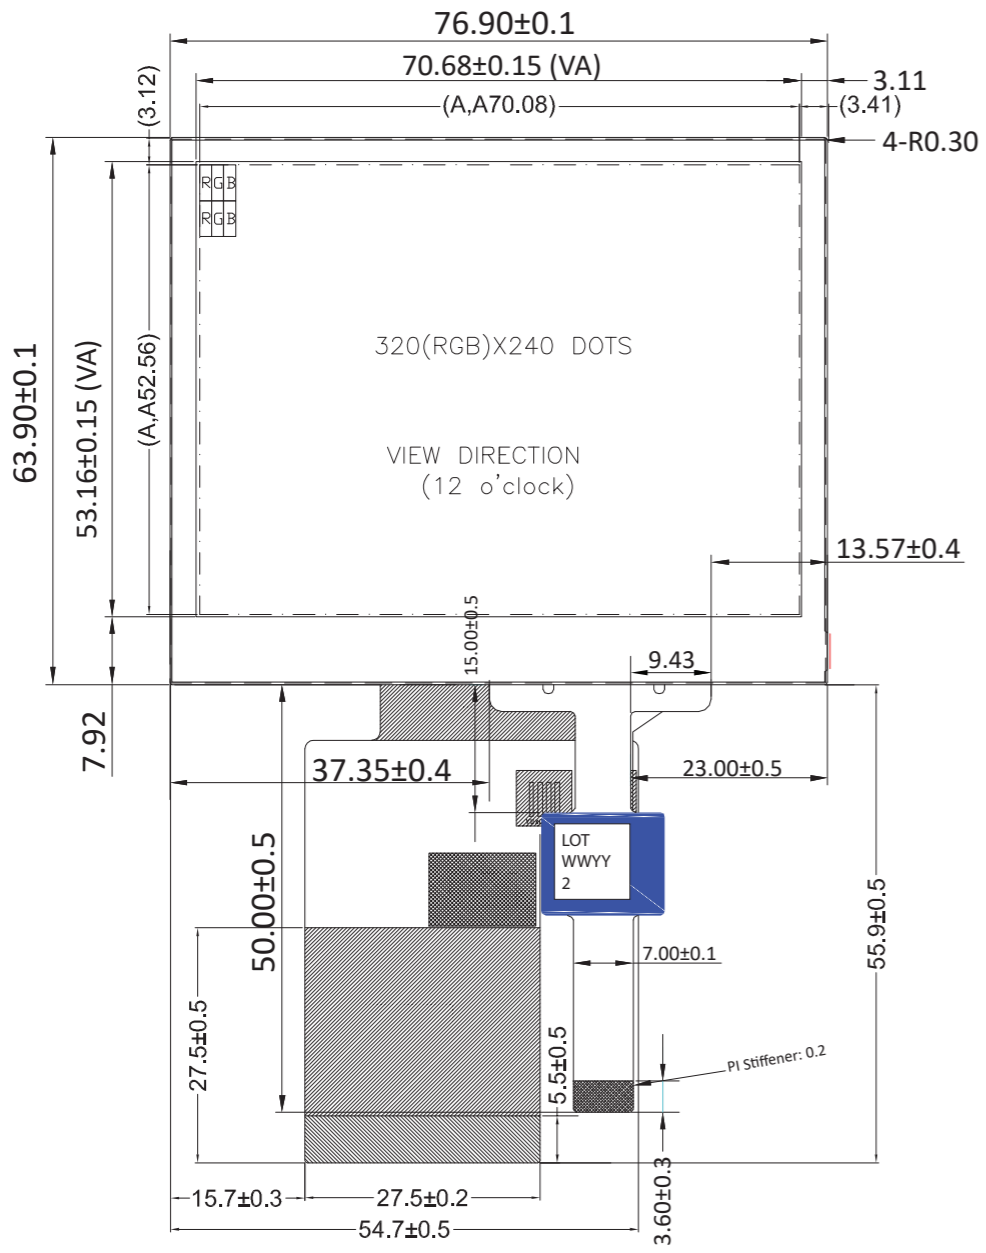 76.90±0.1
70.68±0.15 (VA)
3.11
(A,A70.08)
(3.41)
(3.12)
4-R0.30
R G B
R G B
63.90±0.1
53.16±0.15 (VA)
(A,A52.56)
320(RGB)X240 DOTS
VIEW DIRECTION
(12 o'clock)
13.57±0.4
15.00±0.5
9.43
7.92
37.35±0.4
23.00±0.5
LOT
WWYY
2
50.00±0.5
55.9±0.5
7.00±0.1
27.5±0.5
5.5±0.5
PI Stiffener: 0.2
3.60±0.3
15.7±0.3
27.5±0.2
54.7±0.5